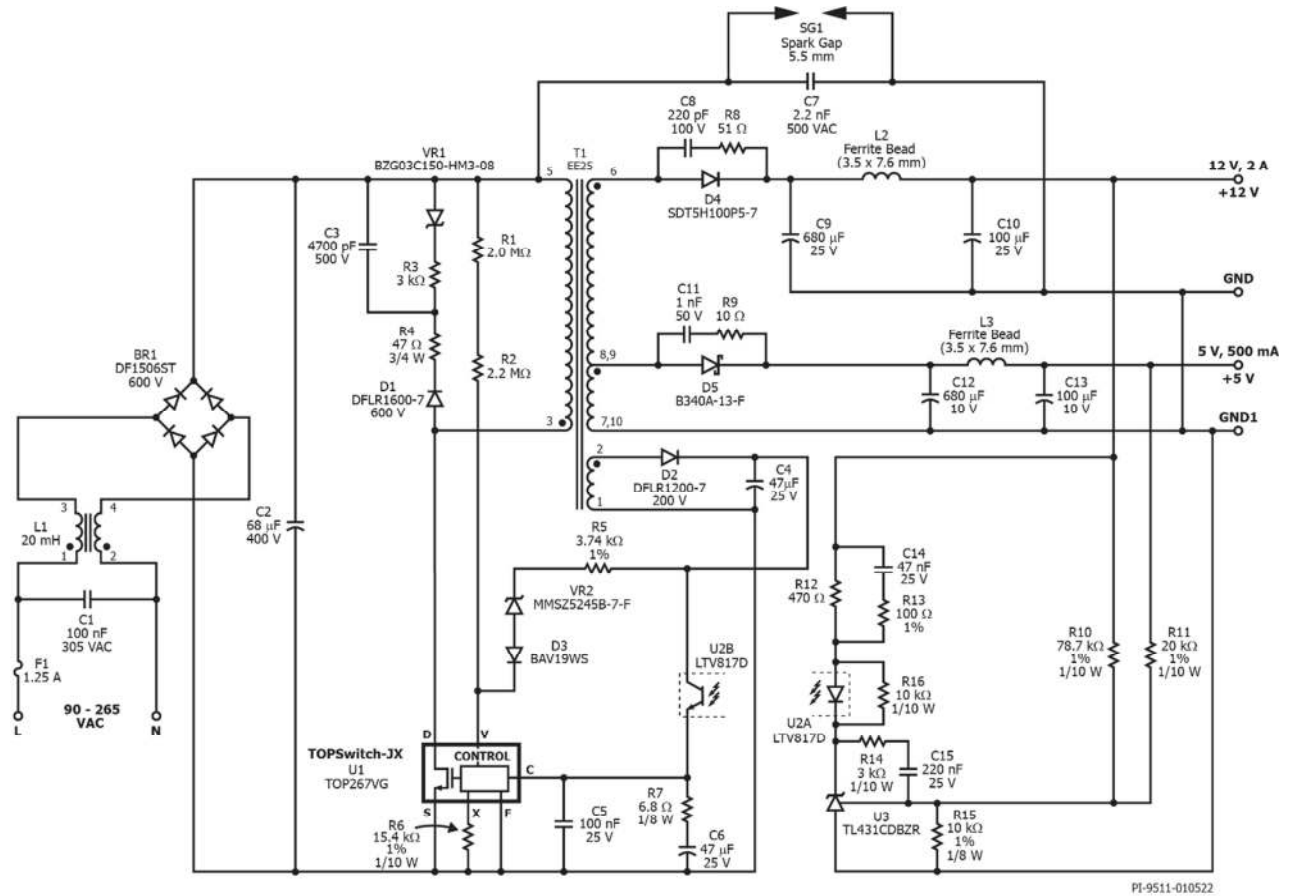 SG1
Spark Gap
5.5 mm
C7
2.2 nF
500 VAC
C8
220 pF
100 V
R8
51 Ω
L2
Ferrite Bead
(3.5 x 7.6 mm)
VR1
BZG03C150-HM3-08
T1
EE25
5
6
12 V, 2 A
+12 V
D4
SDT5H100P5-7
C3
4700 pF
500 V
R1
2.0 MΩ
C9
680 µF
25 V
C10
100 µF
25 V
R3
3 kΩ
GND
C11
1 nF
50 V
R9
10 Ω
L3
Ferrite Bead
(3.5 x 7.6 mm)
R4
47 Ω
3/4 W
BR1
DF1506ST
600 V
R2
2.2 MΩ
8,9
5 V, 500 mA
+5 V
D1
DFLR1600-7
600 V
D5
B340A-13-F
C12
680 µF
10 V
C13
100 µF
10 V
3
7,10
GND1
2
D2
DFLR1200-7
200 V
C4
47µF
25 V
1
3
4
L1
20 mH
1
2
C2
68 µF
400 V
R5
3.74 kΩ
1%
C14
47 nF
25 V
R12
470 Ω
VR2
MMSZ5245B-7-F
R13
100 Ω
1%
C1
100 nF
305 VAC
D3
BAV19WS
R10
78.7 kΩ
1%
1/10 W
R11
20 kΩ
1%
1/10 W
F1
1.25 A
U2B
LTV817D
R16
10 kΩ
1/10 W
90 - 265
VAC
L
N
U2A
LTV817D
D
V
TOPSwitch-JX
U1
TOP267VG
CONTROL
C
S
X
F
R14
3 kΩ
1/10 W
C15
220 nF
25 V
R7
6.8 Ω
1/8 W
C5
100 nF
25 V
U3
TL431CDBZR
R15
10 kΩ
1%
1/8 W
R6
15.4 kΩ
1%
1/10 W
C6
47 µF
25 V
PI-9511-010522